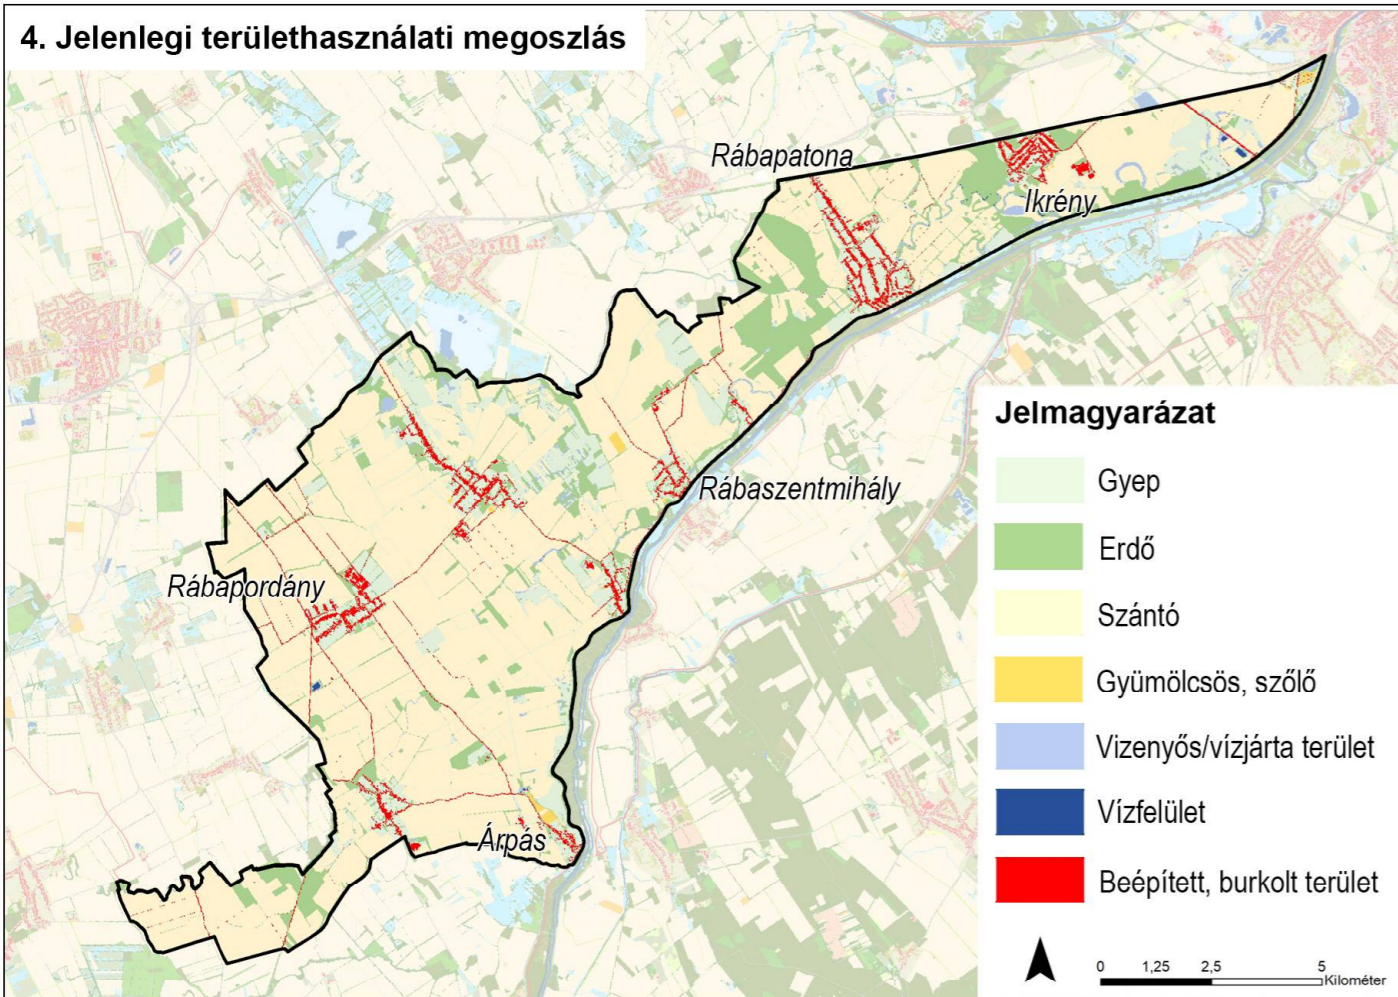 4. Jelenlegi területhasználati megoszlás
Rábapatona
Ikrény
Rábaszentmihály
Rábapordány
Árpás
Jelmagyarázat
Gyep
Erdő
Szántó
Gyümölcsös, szőlő
Vizenyős/vízjárta terület
Vízfelület
Beépített, burkolt terület
0 1,25 2,5 5
Kilométer